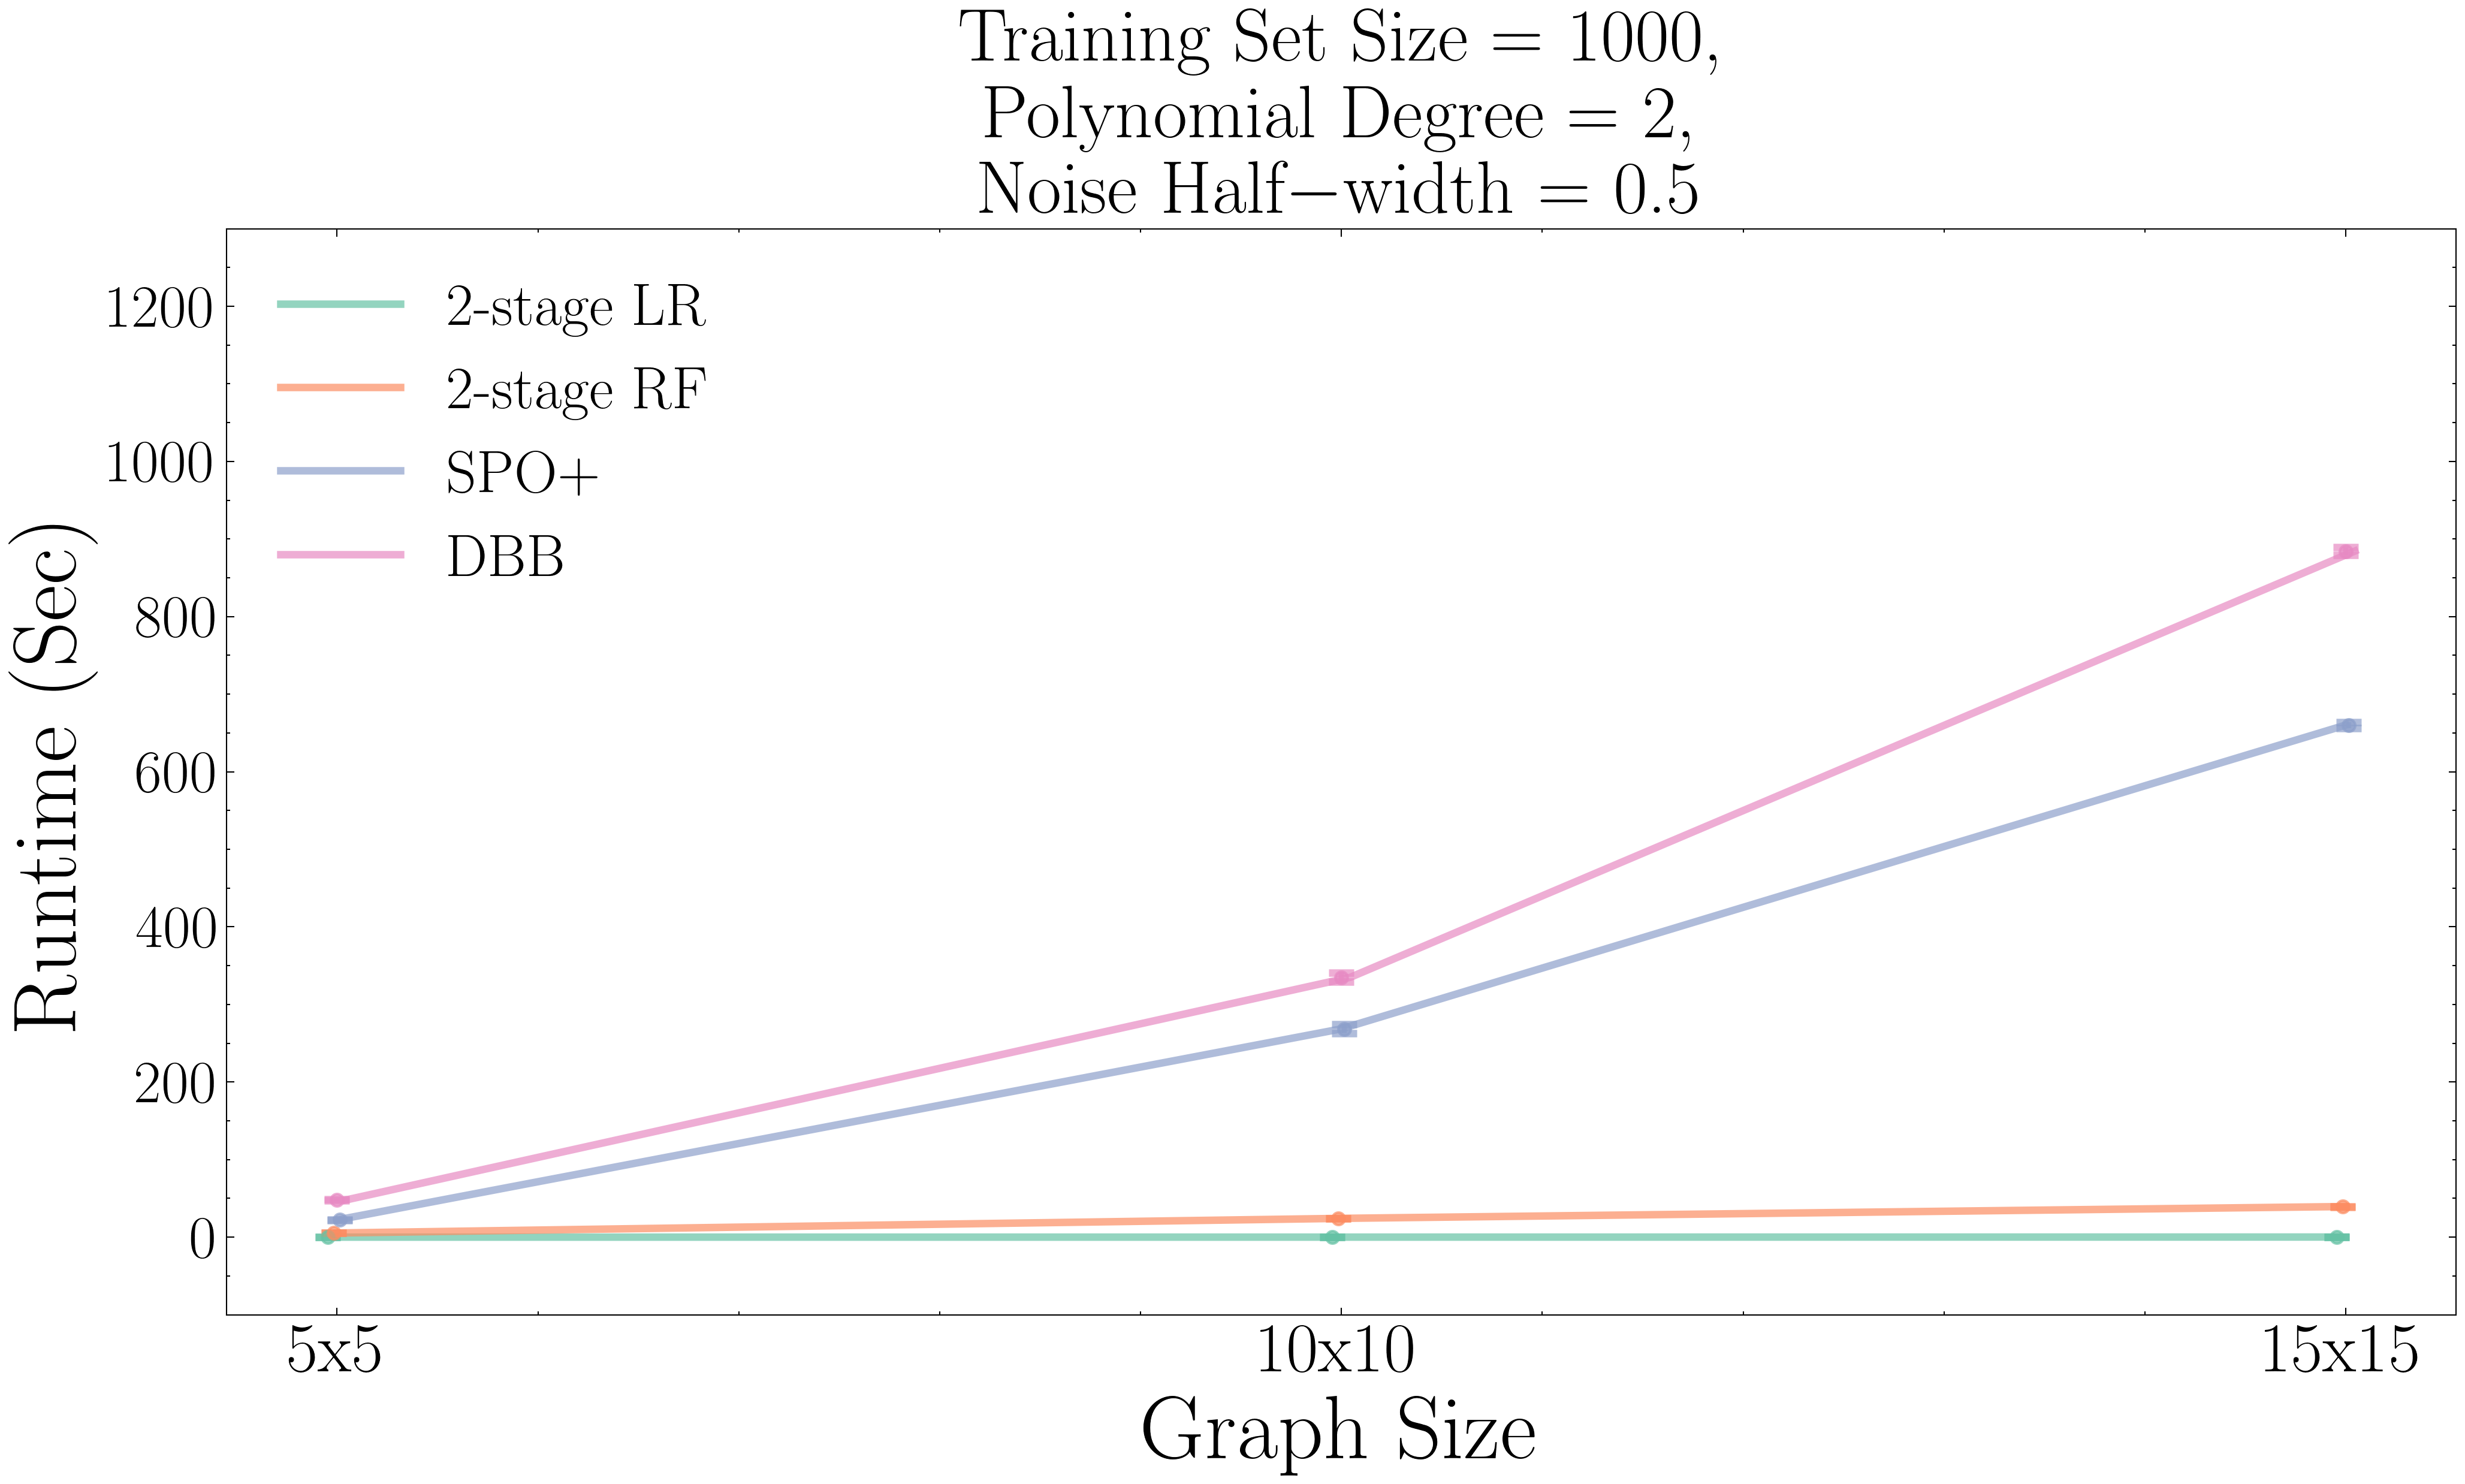 Training Set Size = 1000,
Polynomial Degree = 2,
Noise Half−width = 0.5
2-stage LR
2-stage RF
SPO+
DBB
1200
1000
800
600
400
200
0
Runtime (Sec)
5x5 10x10 15x15
Graph Size